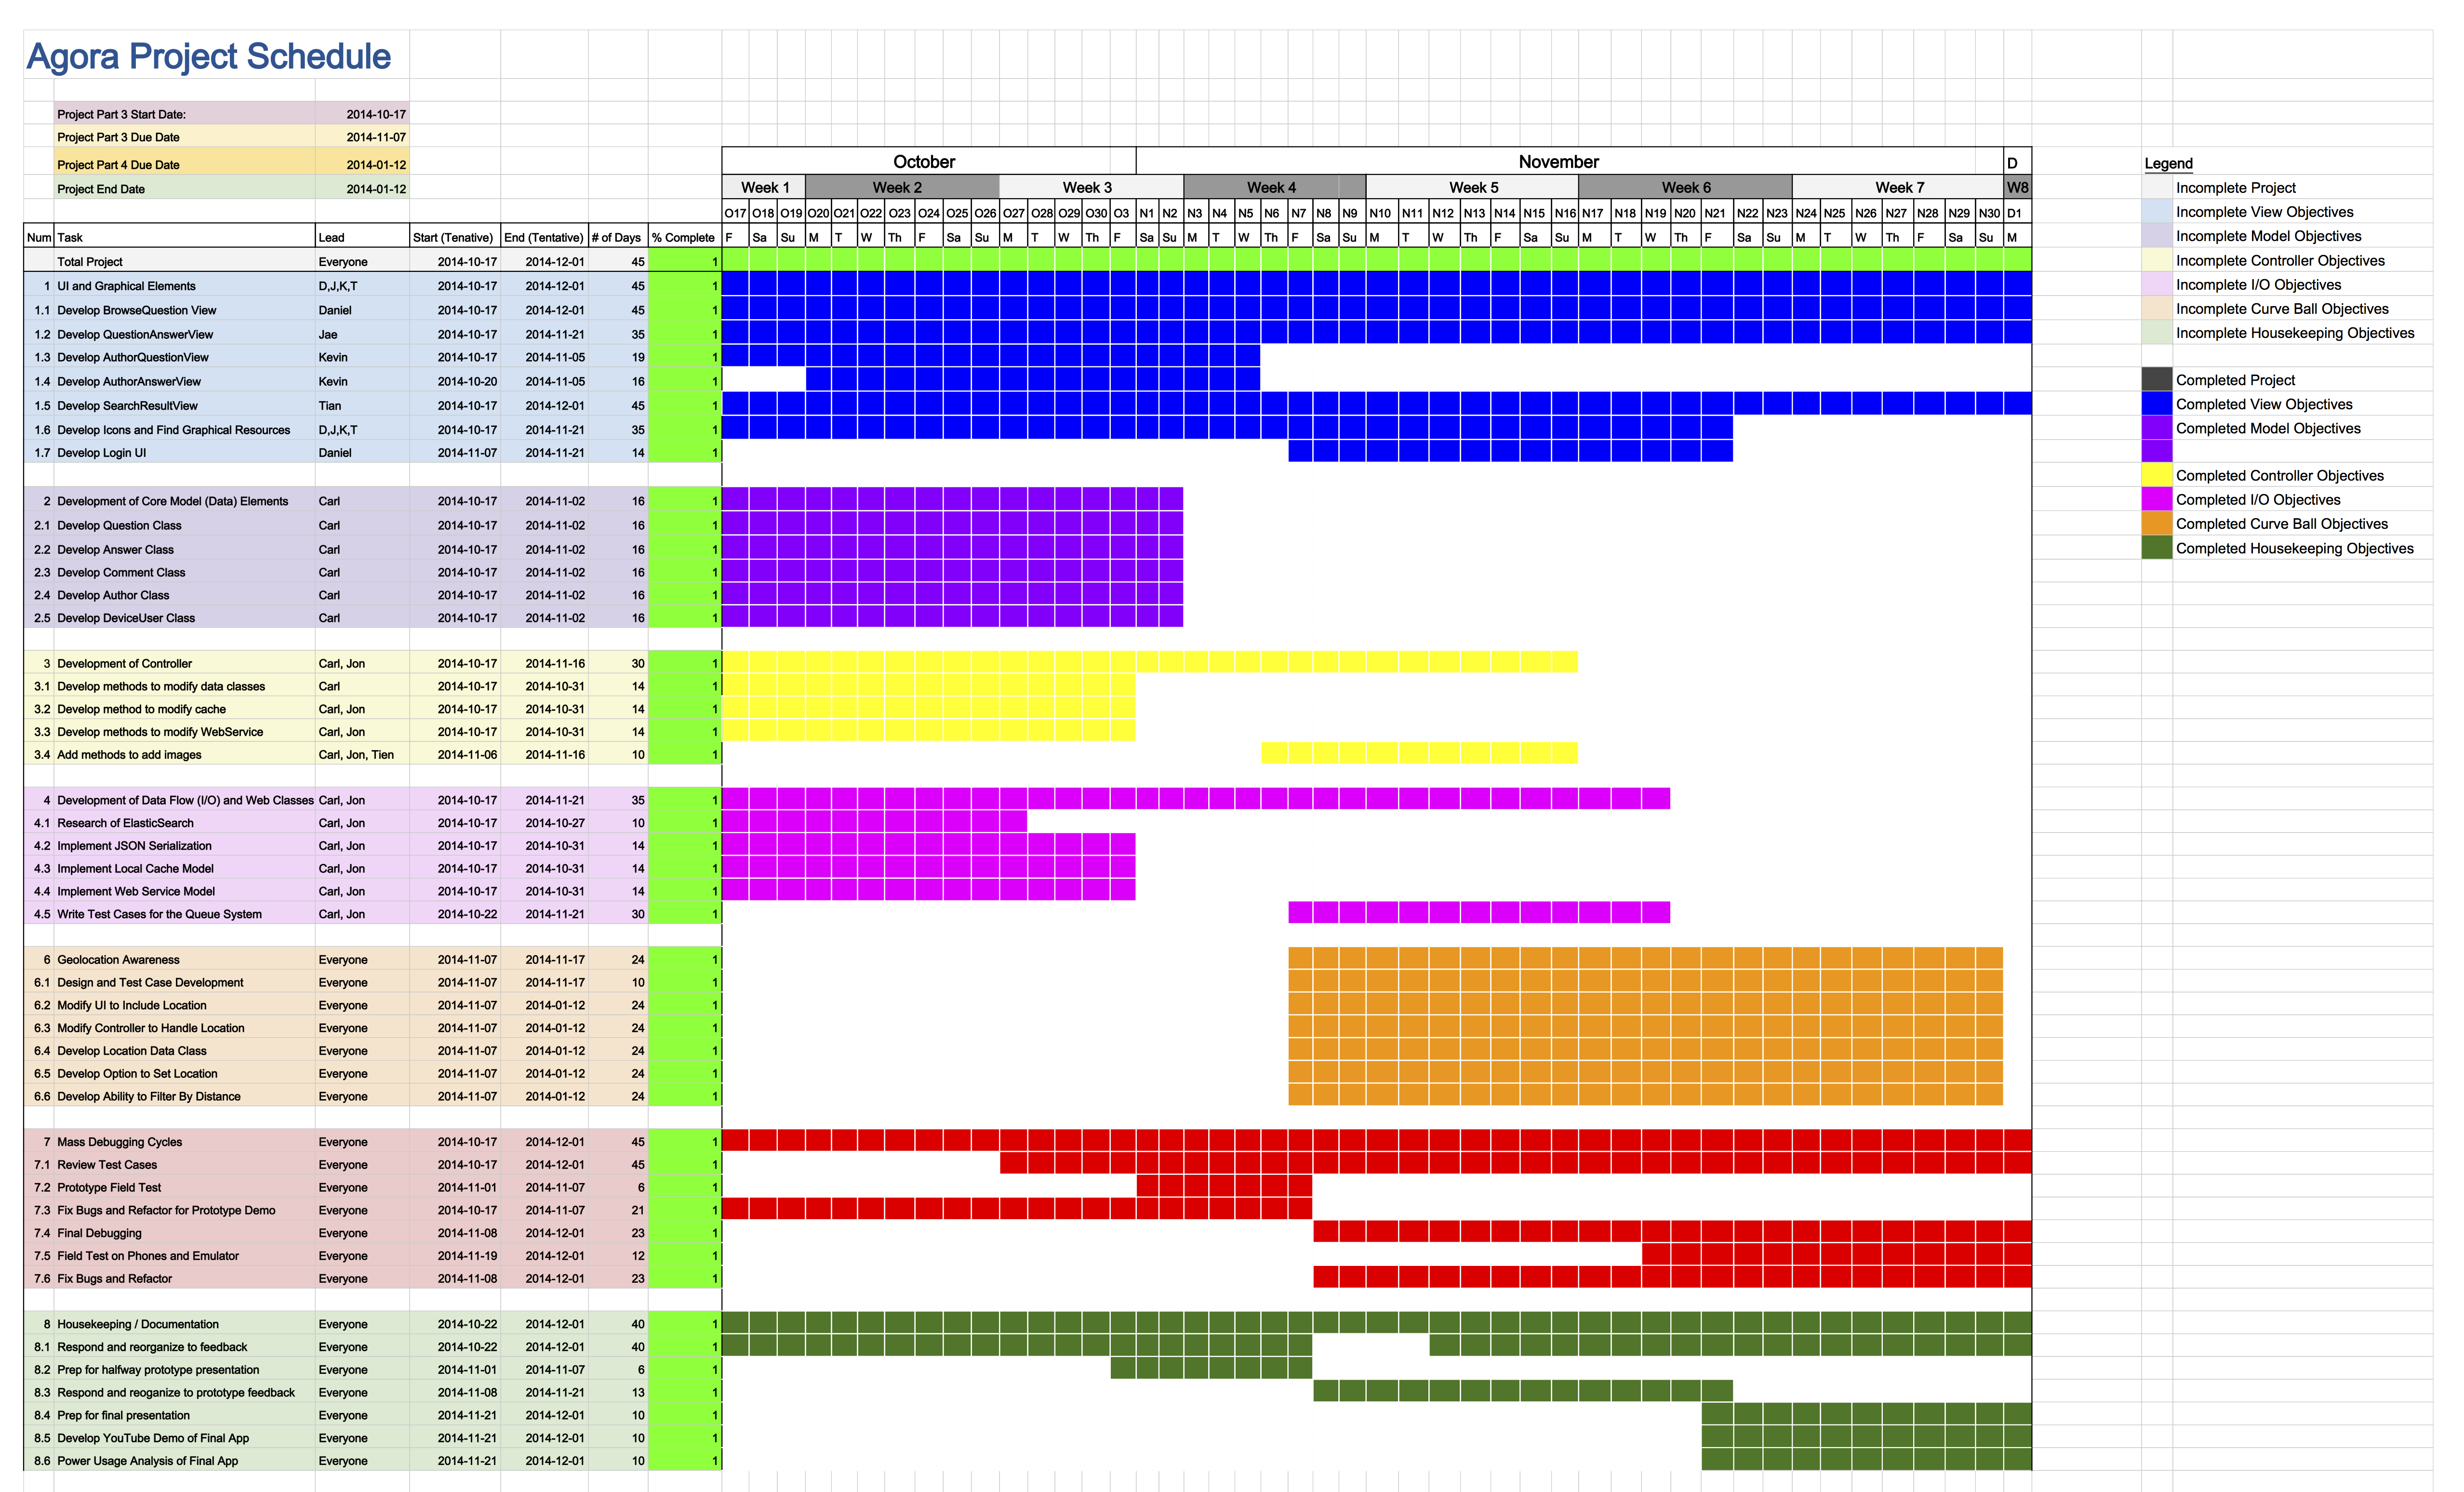 Agora Project Schedule
Project Part 3 Start Date: 2014-10-17
Project Part 3 Due Date 2014-11-07
Project Part 4 Due Date 2014-01-12
Project End Date 2014-01-12
October November D
Week 1 Week 2 Week 3 Week 4 Week 5 Week 6 Week 7 W8
O17 O18 O19 O20 O21 O22 O23 O24 O25 O26 O27 O28 O29 O30 O3 N1 N2 N3 N4 N5 N6 N7 N8 N9 N10 N11 N12 N13 N14 N15 N16 N17 N18 N19 N20 N21 N22 N23 N24 N25 N26 N27 N28 N29 N30 D1
Num Task Lead Start (Tenative) End (Tentative) # of Days % Complete F Sa Su M T W Th F Sa Su M T W Th F Sa Su M T W Th F Sa Su M T W Th F Sa Su M T W Th F Sa Su M T W Th F Sa Su M
Total Project Everyone 2014-10-17 2014-12-01 45 1
1 UI and Graphical Elements D,J,K,T 2014-10-17 2014-12-01 45 1
1.1 Develop BrowseQuestion View Daniel 2014-10-17 2014-12-01 45 1
1.2 Develop QuestionAnswerView Jae 2014-10-17 2014-11-21 35 1
1.3 Develop AuthorQuestionView Kevin 2014-10-17 2014-11-05 19 1
1.4 Develop AuthorAnswerView Kevin 2014-10-20 2014-11-05 16 1
1.5 Develop SearchResultView Tian 2014-10-17 2014-12-01 45 1
1.6 Develop Icons and Find Graphical Resources D,J,K,T 2014-10-17 2014-11-21 35 1
1.7 Develop Login UI Daniel 2014-11-07 2014-11-21 14 1
2 Development of Core Model (Data) Elements Carl 2014-10-17 2014-11-02 16 1
2.1 Develop Question Class Carl 2014-10-17 2014-11-02 16 1
2.2 Develop Answer Class Carl 2014-10-17 2014-11-02 16 1
2.3 Develop Comment Class Carl 2014-10-17 2014-11-02 16 1
2.4 Develop Author Class Carl 2014-10-17 2014-11-02 16 1
2.5 Develop DeviceUser Class Carl 2014-10-17 2014-11-02 16 1
3 Development of Controller Carl, Jon 2014-10-17 2014-11-16 30 1
3.1 Develop methods to modify data classes Carl 2014-10-17 2014-10-31 14 1
3.2 Develop method to modify cache Carl, Jon 2014-10-17 2014-10-31 14 1
3.3 Develop methods to modify WebService Carl, Jon 2014-10-17 2014-10-31 14 1
3.4 Add methods to add images Carl, Jon, Tien 2014-11-06 2014-11-16 10 1
4 Development of Data Flow (I/O) and Web Classes Carl, Jon 2014-10-17 2014-11-21 35 1
4.1 Research of ElasticSearch Carl, Jon 2014-10-17 2014-10-27 10 1
4.2 Implement JSON Serialization Carl, Jon 2014-10-17 2014-10-31 14 1
4.3 Implement Local Cache Model Carl, Jon 2014-10-17 2014-10-31 14 1
4.4 Implement Web Service Model Carl, Jon 2014-10-17 2014-10-31 14 1
4.5 Write Test Cases for the Queue System Carl, Jon 2014-10-22 2014-11-21 30 1
6 Geolocation Awareness Everyone 2014-11-07 2014-11-17 24 1
6.1 Design and Test Case Development Everyone 2014-11-07 2014-11-17 10 1
6.2 Modify UI to Include Location Everyone 2014-11-07 2014-01-12 24 1
6.3 Modify Controller to Handle Location Everyone 2014-11-07 2014-01-12 24 1
6.4 Develop Location Data Class Everyone 2014-11-07 2014-01-12 24 1
6.5 Develop Option to Set Location Everyone 2014-11-07 2014-01-12 24 1
6.6 Develop Ability to Filter By Distance Everyone 2014-11-07 2014-01-12 24 1
7 Mass Debugging Cycles Everyone 2014-10-17 2014-12-01 45 1
7.1 Review Test Cases Everyone 2014-10-17 2014-12-01 45 1
7.2 Prototype Field Test Everyone 2014-11-01 2014-11-07 6 1
7.3 Fix Bugs and Refactor for Prototype Demo Everyone 2014-10-17 2014-11-07 21 1
7.4 Final Debugging Everyone 2014-11-08 2014-12-01 23 1
7.5 Field Test on Phones and Emulator Everyone 2014-11-19 2014-12-01 12 1
7.6 Fix Bugs and Refactor Everyone 2014-11-08 2014-12-01 23 1
8 Housekeeping / Documentation Everyone 2014-10-22 2014-12-01 40 1
8.1 Respond and reorganize to feedback Everyone 2014-10-22 2014-12-01 40 1
8.2 Prep for halfway prototype presentation Everyone 2014-11-01 2014-11-07 6 1
8.3 Respond and reoganize to prototype feedback Everyone 2014-11-08 2014-11-21 13 1
8.4 Prep for final presentation Everyone 2014-11-21 2014-12-01 10 1
8.5 Develop YouTube Demo of Final App Everyone 2014-11-21 2014-12-01 10 1
8.6 Power Usage Analysis of Final App Everyone 2014-11-21 2014-12-01 10 1
Legend
Incomplete Project
Incomplete View Objectives
Incomplete Model Objectives
Incomplete Controller Objectives
Incomplete I/O Objectives
Incomplete Curve Ball Objectives
Incomplete Housekeeping Objectives
Completed Project
Completed View Objectives
Completed Model Objectives
Completed Controller Objectives
Completed I/O Objectives
Completed Curve Ball Objectives
Completed Housekeeping Objectives